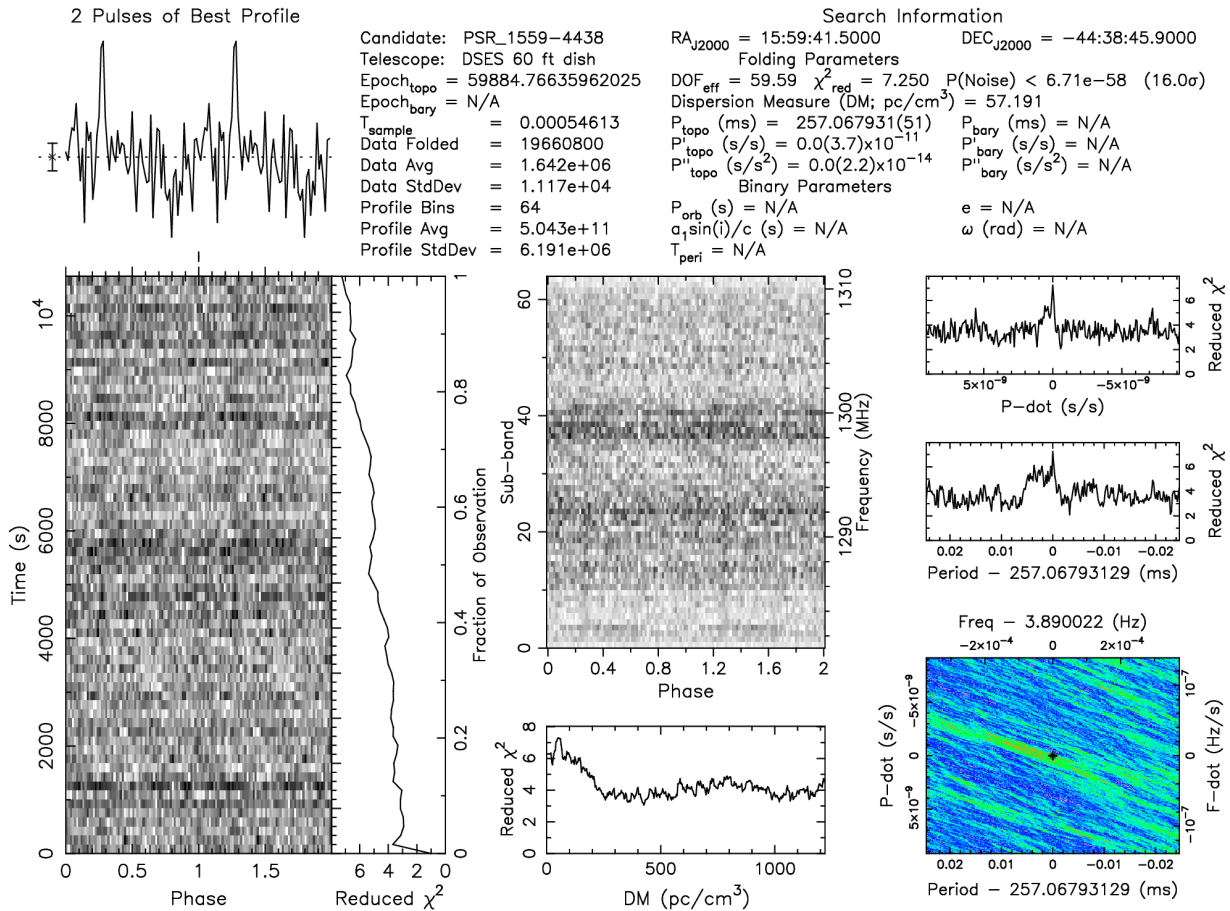 2 Pulses of Best Profile
Search Information
Candidate: PSR_1559-4438
RA_J2000 = 15:59:41.5000
DEC_J2000 = -44:38:45.9000
Telescope: DSES 60 ft dish
Folding Parameters
Epoch_topo = 59884.76635962025
DOF_eff = 59.59 χ²_red = 7.250 P(Noise) < 6.71e-58 (16.0σ)
Epoch_bary = N/A
Dispersion Measure (DM; pc/cm³) = 57.191
T_sample = 0.00054613
P_topo (ms) = 257.067931(51)
P_bary (ms) = N/A
Data Folded = 19660800
P'_topo (s/s) = 0.0(3.7)x10⁻¹¹
P'_bary (s/s) = N/A
Data Avg = 1.642e+06
P''_topo (s/s²) = 0.0(2.2)x10⁻¹⁴
P''_bary (s/s²) = N/A
Data StdDev = 1.117e+04
Binary Parameters
Profile Bins = 64
P_orb (s) = N/A
e = N/A
Profile Avg = 5.043e+11
a₁sin(i)/c (s) = N/A
ω (rad) = N/A
Profile StdDev = 6.191e+06
T_peri = N/A
0 2000 4000 6000 8000 10⁴
Time (s)
0 0.5 1 1.5
Phase
6 4 2 0
Reduced χ²
0 0.2 0.4 0.6 0.8 1
Fraction of Observation
0 20 40 60
Sub-band
1290 1300 1310
Frequency (MHz)
0 0.4 0.8 1.2 1.6 2
Phase
0 2 4 6 8
Reduced χ²
0 500 1000
DM (pc/cm³)
0 2 4 6
Reduced χ²
5×10⁻⁹ 0 -5×10⁻⁹
P-dot (s/s)
0 2 4 6
Reduced χ²
0.02 0.01 0 -0.01 -0.02
Period - 257.06793129 (ms)
Freq - 3.890022 (Hz)
-2×10⁻⁴ 0 2×10⁻⁴
-5×10⁻⁹ 0 5×10⁻⁹
P-dot (s/s)
10⁻⁷ 0 -10⁻⁷
F-dot (Hz/s)
0.02 0.01 0 -0.01 -0.02
Period - 257.06793129 (ms)